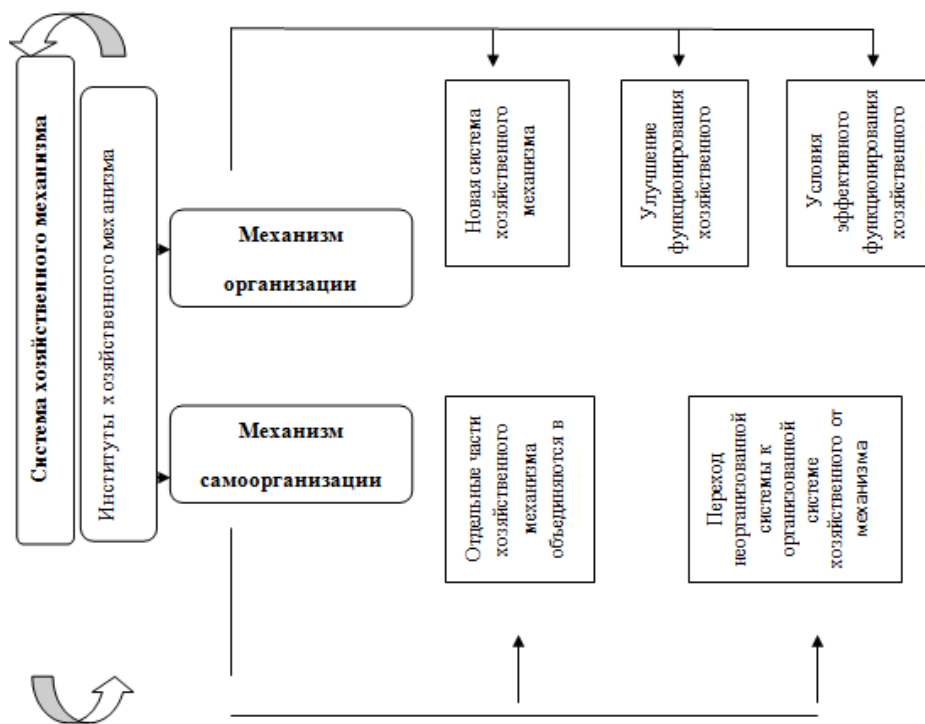 Система хозяйственного механизма
Институты хозяйственного механизма
Механизм
организации
Новая система
хозяйственного
механизма
Улучшение
функционирования
хозяйственного
Условия
эффективного
функционирования
хозяйственного
Механизм
самоорганизации
Отдельные части
хозяйственного
механизма
объединяются в
Переход
неорганизованной
системы к
организованной
системе
хозяйственного от
механизма